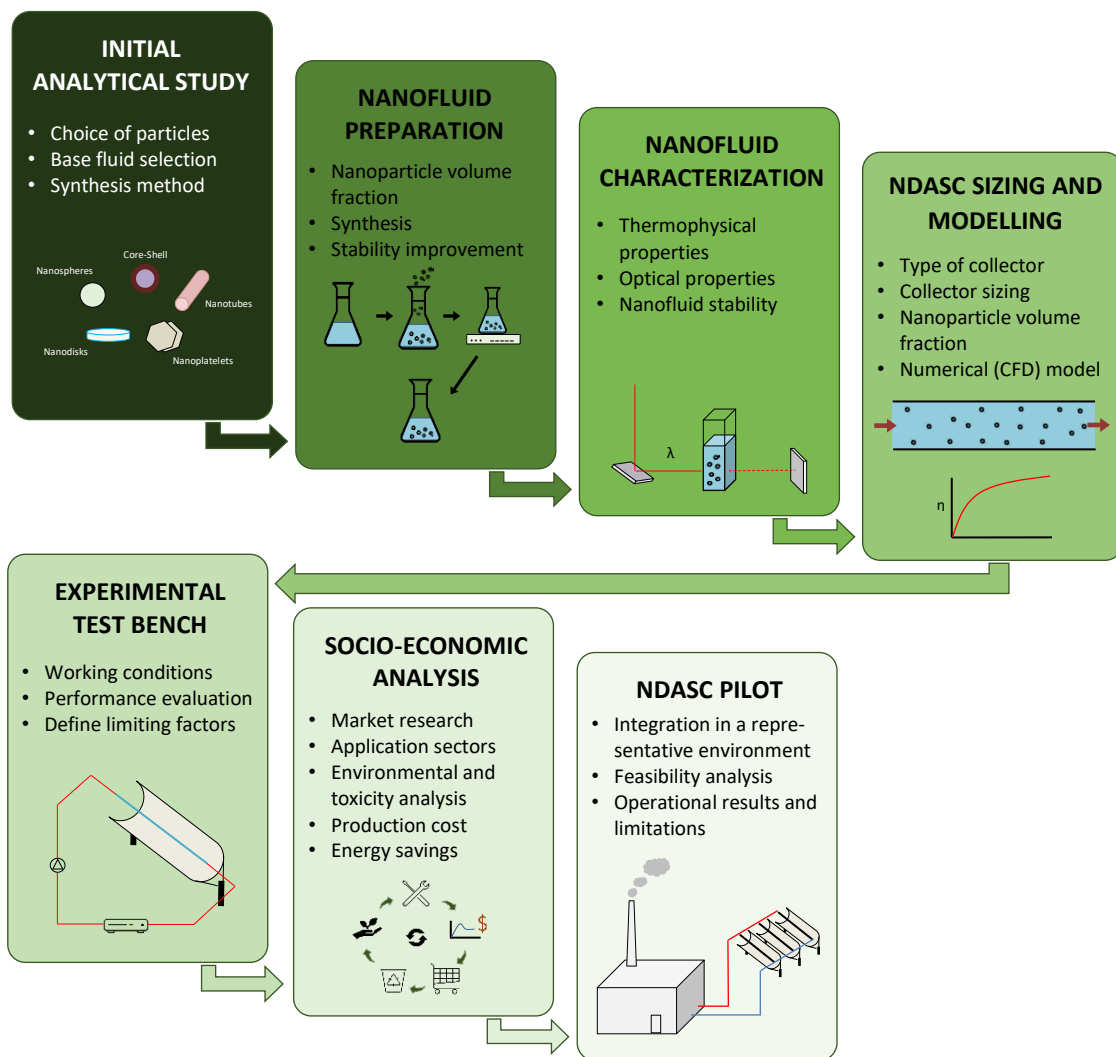 INITIAL
ANALYTICAL STUDY
• Choice of particles
• Base fluid selection
• Synthesis method
Core-Shell
Nanospheres
Nanotubes
Nanodisks
Nanoplatelets
NANOFLUID
PREPARATION
• Nanoparticle volume
fraction
• Synthesis
• Stability improvement
NANOFLUID
CHARACTERIZATION
• Thermophysical
properties
• Optical properties
• Nanofluid stability
λ
NDASC SIZING AND
MODELLING
• Type of collector
• Collector sizing
• Nanoparticle volume
fraction
• Numerical (CFD) model
η
EXPERIMENTAL
TEST BENCH
• Working conditions
• Performance evaluation
• Define limiting factors
SOCIO-ECONOMIC
ANALYSIS
• Market research
• Application sectors
• Environmental and
toxicity analysis
• Production cost
• Energy savings
$
NDASC PILOT
• Integration in a repre-
sentative environment
• Feasibility analysis
• Operational results and
limitations